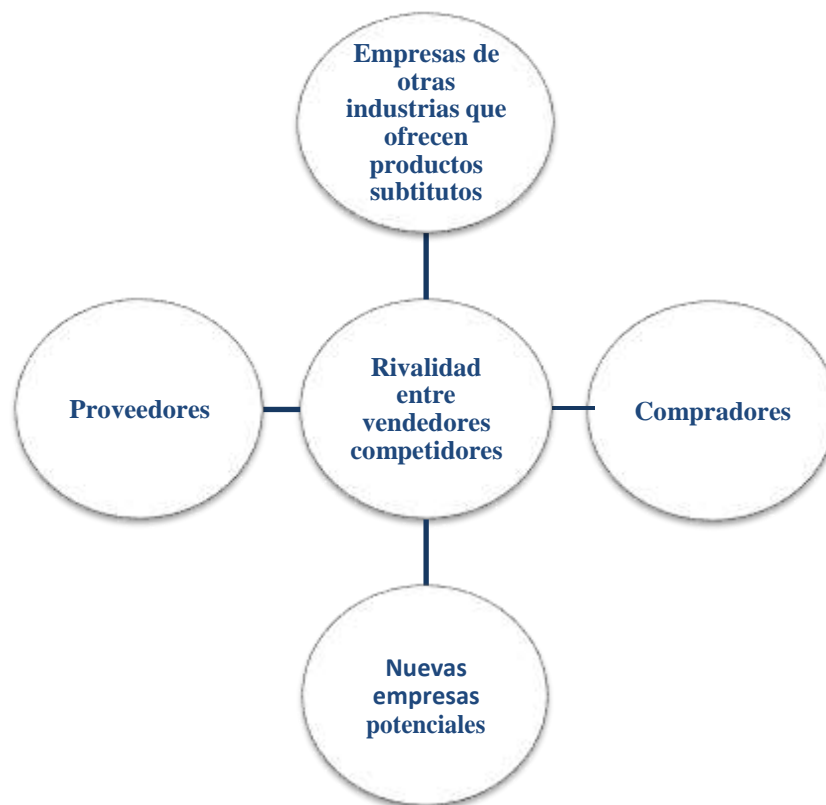 Empresas de
otras
industrias que
ofrecen
productos
subtitutos
Proveedores
Rivalidad
entre
vendedores
competidores
Compradores
Nuevas
empresas
potenciales